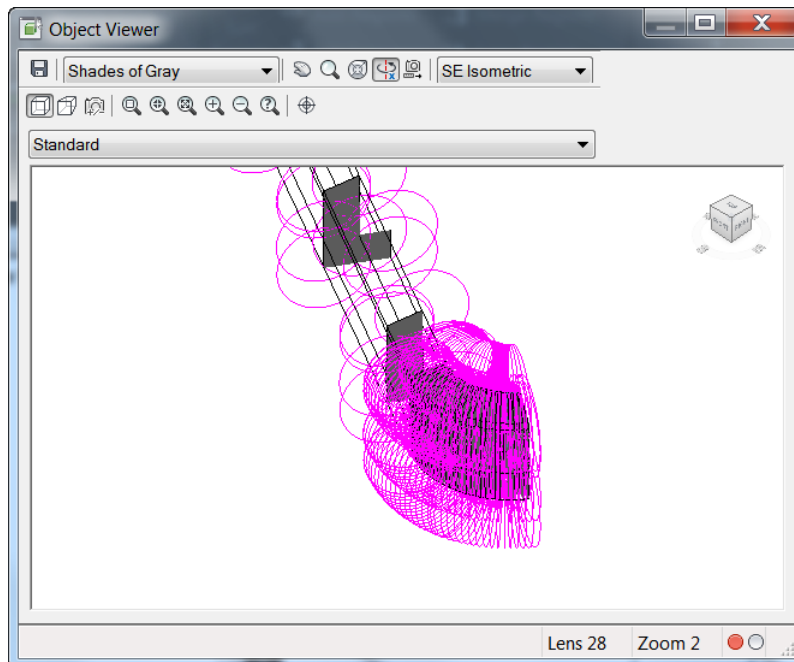 Object Viewer
Shades of Gray
SE Isometric
Standard
Lens 28 Zoom 2